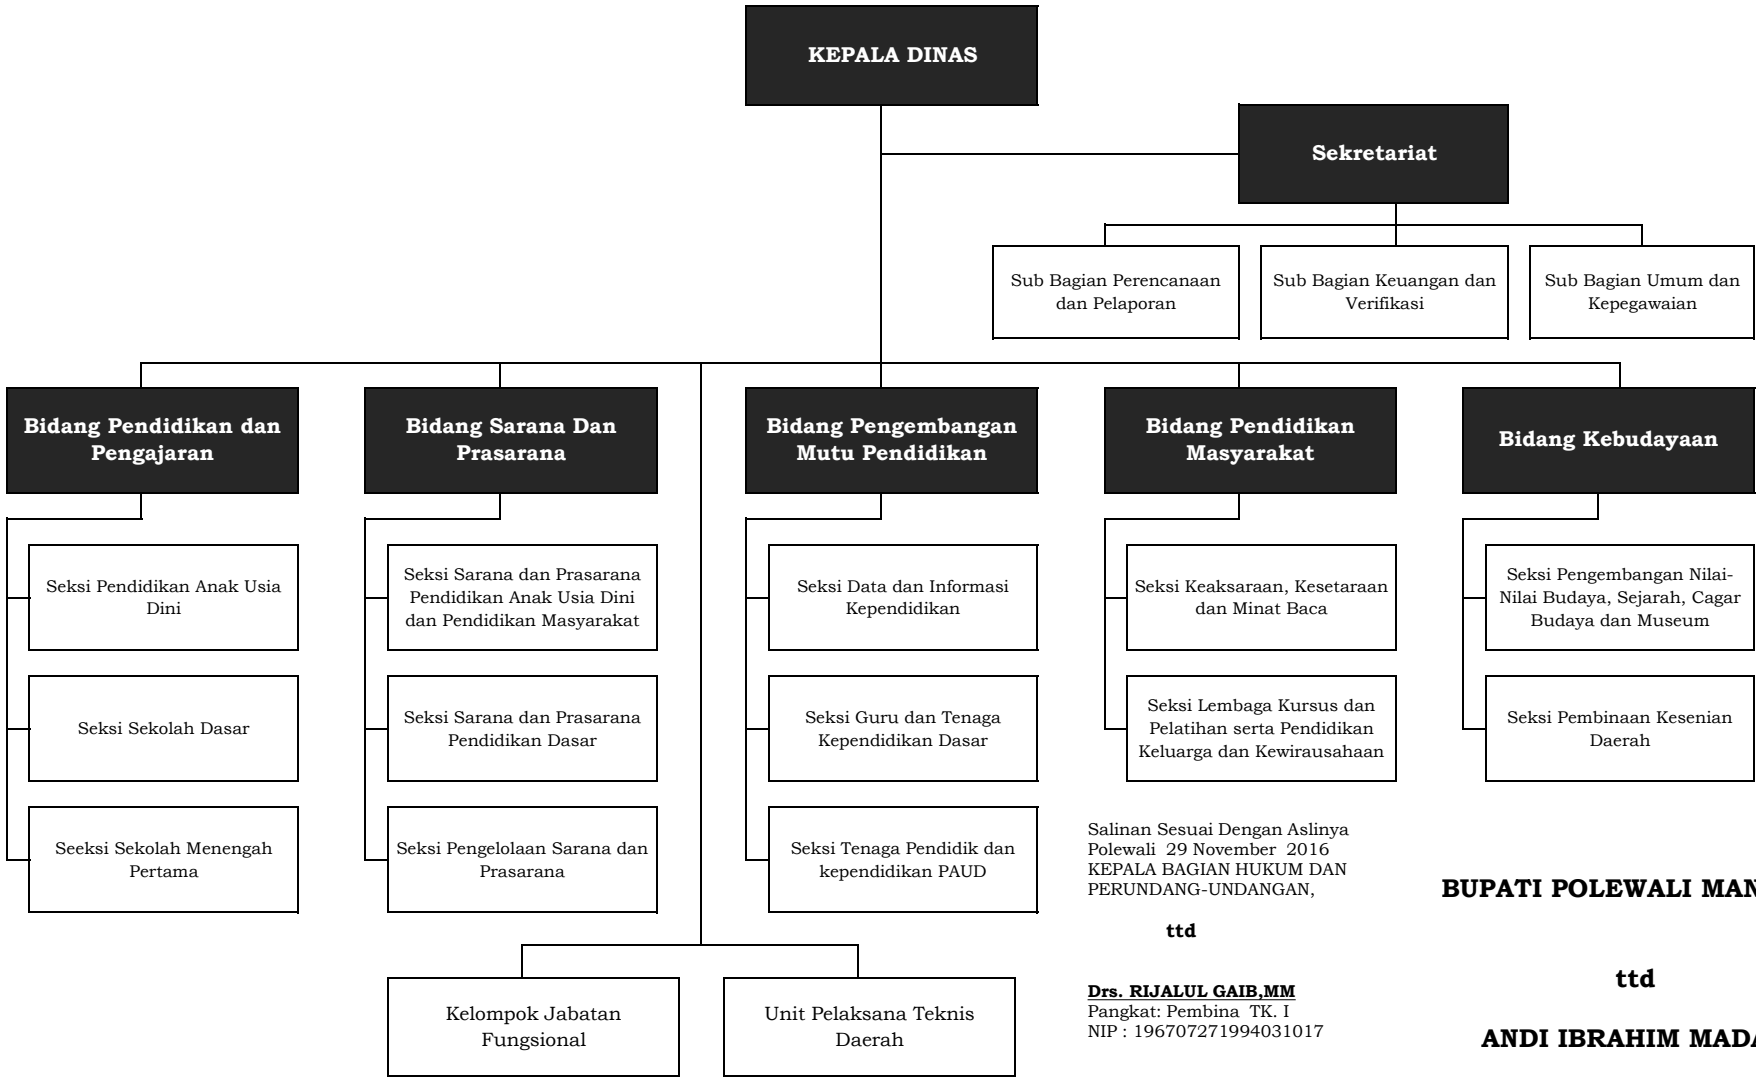 KEPALA DINAS
Sekretariat
Sub Bagian Perencanaan
dan Pelaporan
Sub Bagian Keuangan dan
Verifikasi
Sub Bagian Umum dan
Kepegawaian
Bidang Pendidikan dan
Pengajaran
Bidang Sarana Dan
Prasarana
Bidang Pengembangan
Mutu Pendidikan
Bidang Pendidikan
Masyarakat
Bidang Kebudayaan
Seksi Pendidikan Anak Usia
Dini
Seksi Sekolah Dasar
Seeksi Sekolah Menengah
Pertama
Seksi Sarana dan Prasarana
Pendidikan Anak Usia Dini
dan Pendidikan Masyarakat
Seksi Sarana dan Prasarana
Pendidikan Dasar
Seksi Pengelolaan Sarana dan
Prasarana
Seksi Data dan Informasi
Kependidikan
Seksi Guru dan Tenaga
Kependidikan Dasar
Seksi Tenaga Pendidik dan
kependidikan PAUD
Seksi Keaksaraan, Kesetaraan
dan Minat Baca
Seksi Lembaga Kursus dan
Pelatihan serta Pendidikan
Keluarga dan Kewirausahaan
Seksi Pengembangan Nilai-
Nilai Budaya, Sejarah, Cagar
Budaya dan Museum
Seksi Pembinaan Kesenian
Daerah
Kelompok Jabatan
Fungsional
Unit Pelaksana Teknis
Daerah
Salinan Sesuai Dengan Aslinya
Polewali 29 November 2016
KEPALA BAGIAN HUKUM DAN
PERUNDANG-UNDANGAN,
ttd
Drs. RIJALUL GAIB,MM
Pangkat: Pembina TK. I
NIP : 196707271994031017
BUPATI POLEWALI
ttd
ANDI IBRAHIM